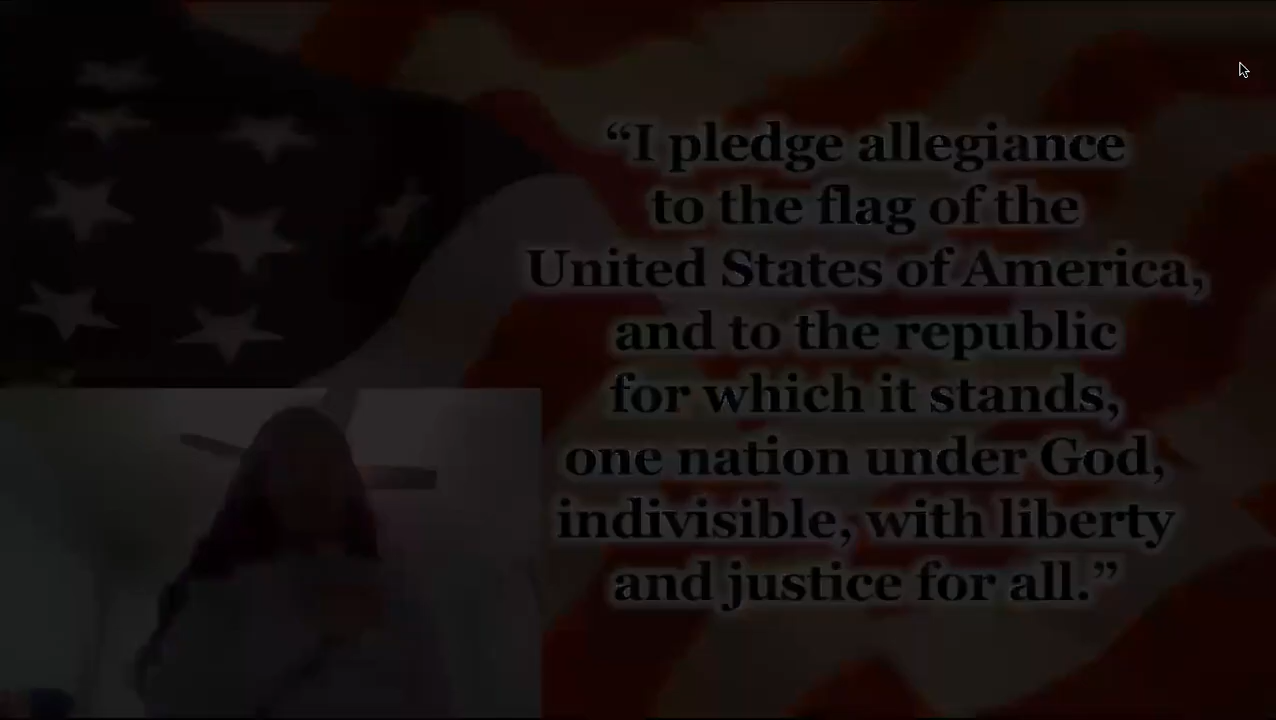 “I pledge allegiance
to the flag of the
United States of America,
and to the republic
for which it stands,
one nation under God,
indivisible, with liberty
and justice for all.”